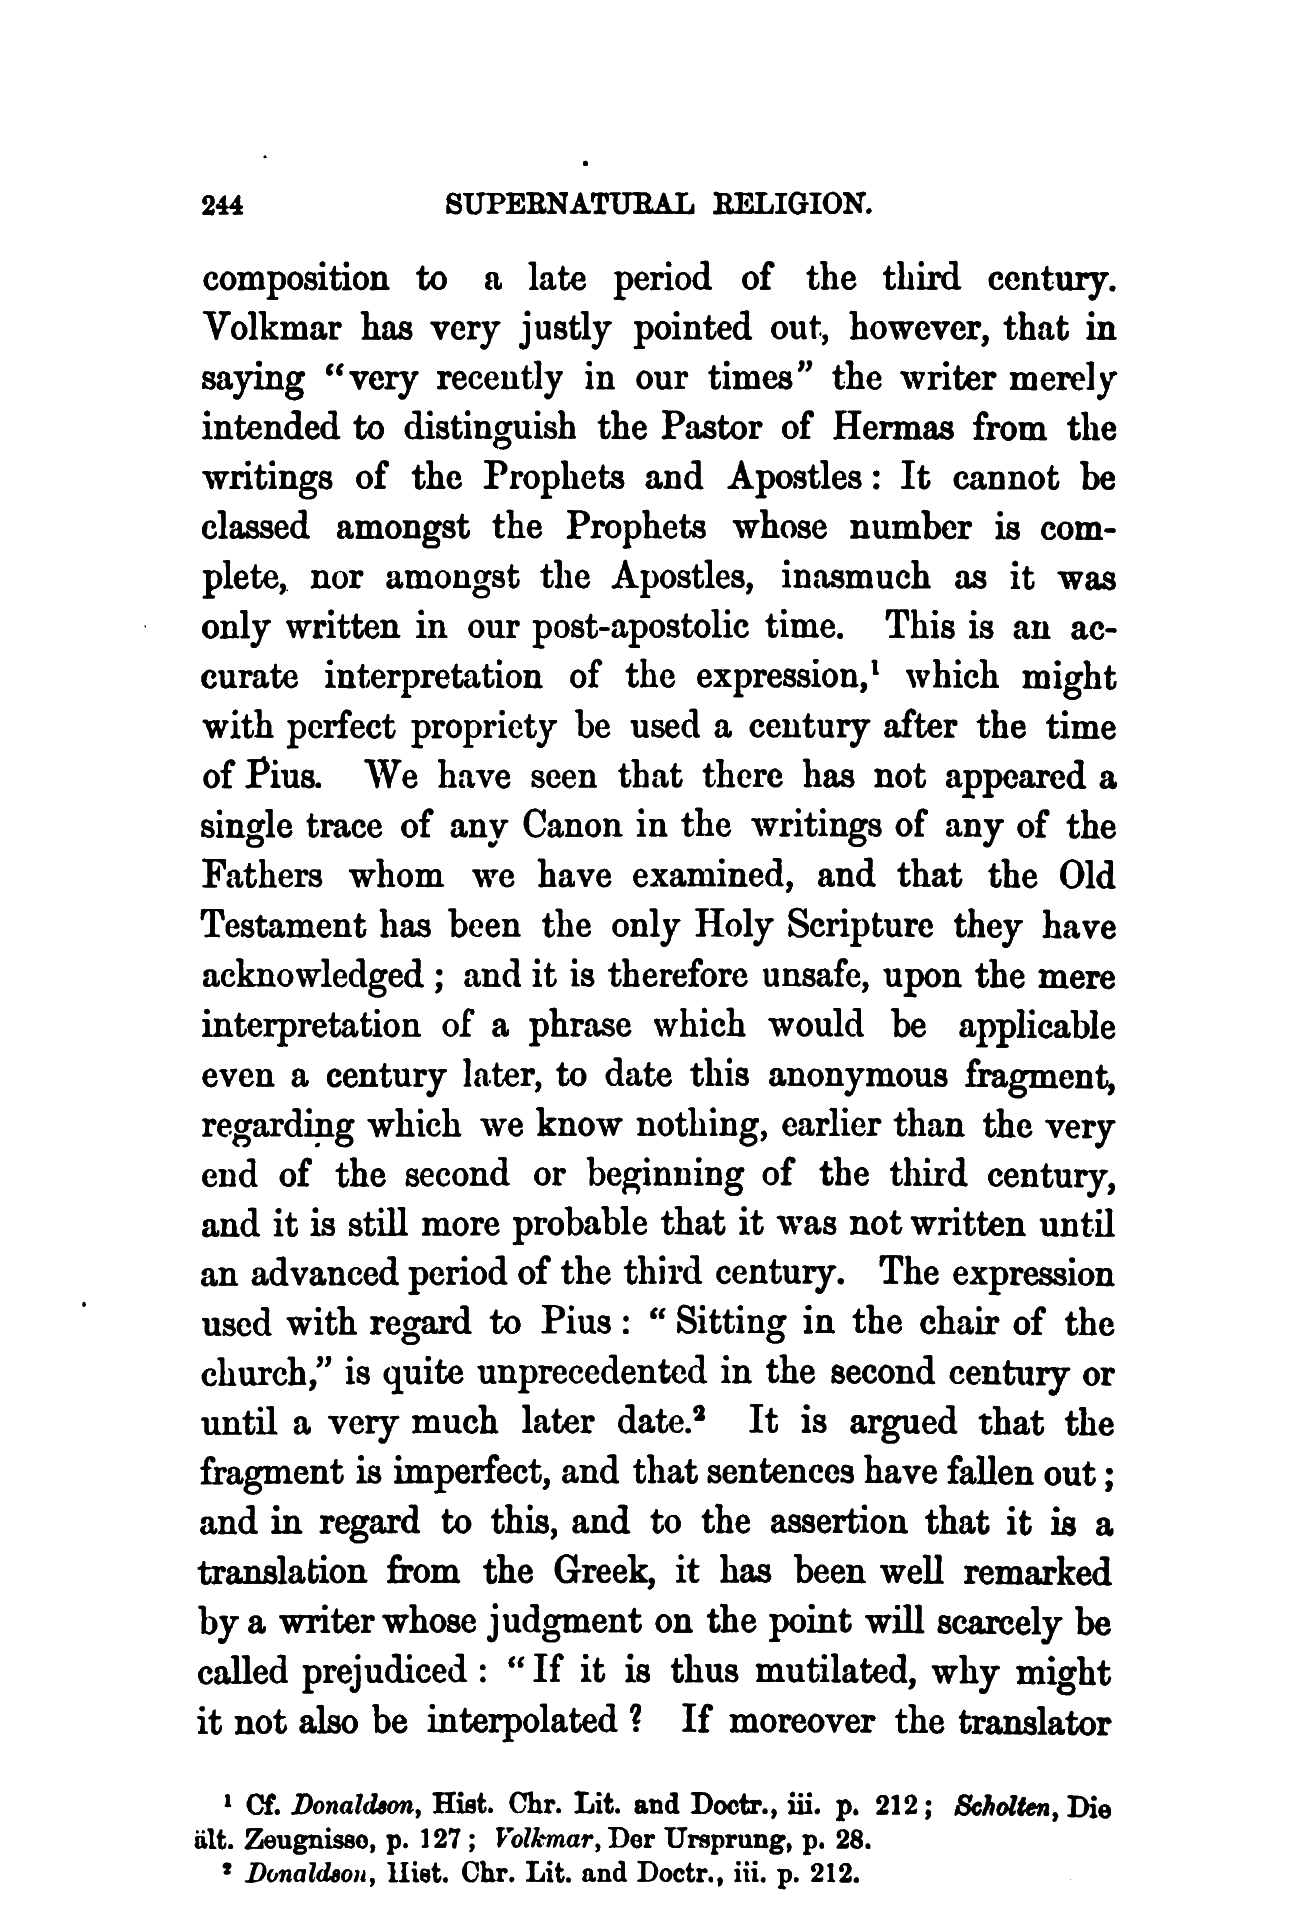 244 SUPERNATURAL RELIGION.
composition to a late period of the third century.
Volkmar has very justly pointed out, however, that in
saying “very recently in our times” the writer merely
intended to distinguish the Pastor of Hermas from the
writings of the Prophets and Apostles : It cannot be
classed amongst the Prophets whose number is com-
plete, nor amongst the Apostles, inasmuch as it was
only written in our post-apostolic time. This is an ac-
curate interpretation of the expression,¹ which might
with perfect propriety be used a century after the time
of Pius. We have seen that there has not appeared a
single trace of any Canon in the writings of any of the
Fathers whom we have examined, and that the Old
Testament has been the only Holy Scripture they have
acknowledged ; and it is therefore unsafe, upon the mere
interpretation of a phrase which would be applicable
even a century later, to date this anonymous fragment,
regarding which we know nothing, earlier than the very
end of the second or beginning of the third century,
and it is still more probable that it was not written until
an advanced period of the third century. The expression
used with regard to Pius : “ Sitting in the chair of the
church,” is quite unprecedented in the second century or
until a very much later date.² It is argued that the
fragment is imperfect, and that sentences have fallen out ;
and in regard to this, and to the assertion that it is a
translation from the Greek, it has been well remarked
by a writer whose judgment on the point will scarcely be
called prejudiced : “ If it is thus mutilated, why might
it not also be interpolated ? If moreover the translator
¹ Cf. Donaldson, Hist. Chr. Lit. and Doctr., iii. p. 212 ; Scholten, Die
ält. Zeugnisse, p. 127 ; Volkmar, Der Ursprung, p. 28.
² Donaldson, Hist. Chr. Lit. and Doctr., iii. p. 212.